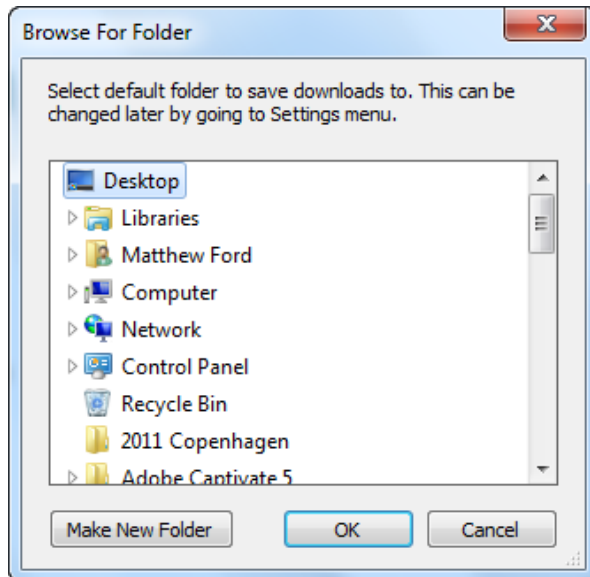 Browse For Folder
Select default folder to save downloads to. This can be
changed later by going to Settings menu.
Desktop
Libraries
Matthew Ford
Computer
Network
Control Panel
Recycle Bin
2011 Copenhagen
Adobe Captivate 5
Make New Folder
OK
Cancel